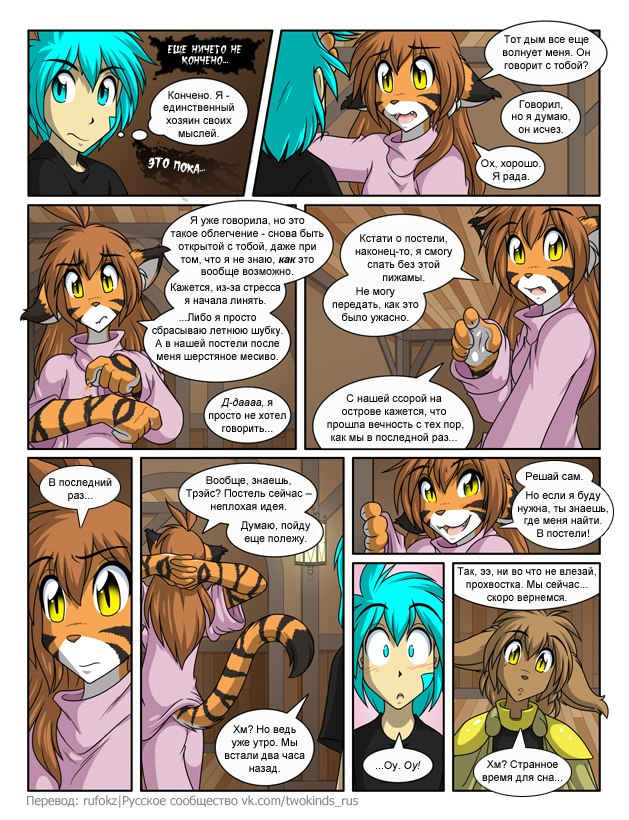 ЕЩЕ НИЧЕГО НЕ
КОНЧЕНО...
Кончено. Я -
единственный
хозяин своих
мыслей.
ЭТО ПОКА...
Тот дым все еще
волнует меня. Он
говорит с тобой?
Говорил,
но я думаю,
он исчез.
Ох, хорошо.
Я рада.
Я уже говорила, но это
такое облегчение - снова быть
открытой с тобой, даже при
том, что я не знаю, как это
вообще возможно.
Кажется, из-за стресса
я начала линять.
...Либо я просто
сбрасываю летнюю шубку.
А в нашей постели после
меня шерстяное месиво.
Д-даааа, я
просто не хотел
говорить...
Кстати о постели,
наконец-то, я смогу
спать без этой
пижамы.
Не могу
передать, как это
было ужасно.
С нашей ссорой на
острове кажется, что
прошла вечность с тех пор,
как мы в последной раз...
В последний
раз...
Вообще, знаешь,
Трэйс? Постель сейчас –
неплохая идея.
Думаю, пойду
еще полежу.
Хм? Но ведь
уже утро. Мы
встали два часа
назад.
Решай сам.
Но если я буду
нужна, ты знаешь,
где меня найти.
В постели!
...Оу. Оу!
Так, ээ, ни во что не влезай,
прохвостка. Мы сейчас...
скоро вернемся.
Хм? Странное
время для сна...
Перевод: rufokz|Русское сообщество vk.com/twokinds_rus